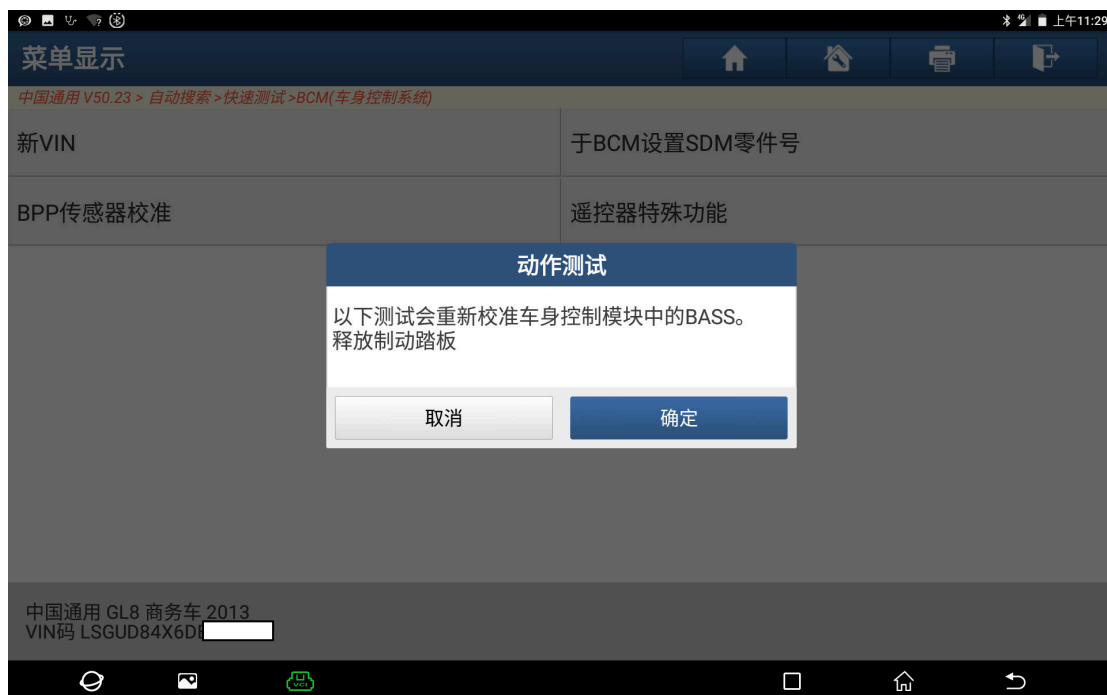 上午11:29
菜单显示
中国通用 V50.23 > 自动搜索 >快速测试 >BCM(车身控制系统)
新VIN
于BCM设置SDM零件号
BPP传感器校准
遥控器特殊功能
动作测试
以下测试会重新校准车身控制模块中的BASS。
释放制动踏板
取消
确定
中国通用 GL8 商务车 2013
VIN码 LSGUD84X6D
VCI